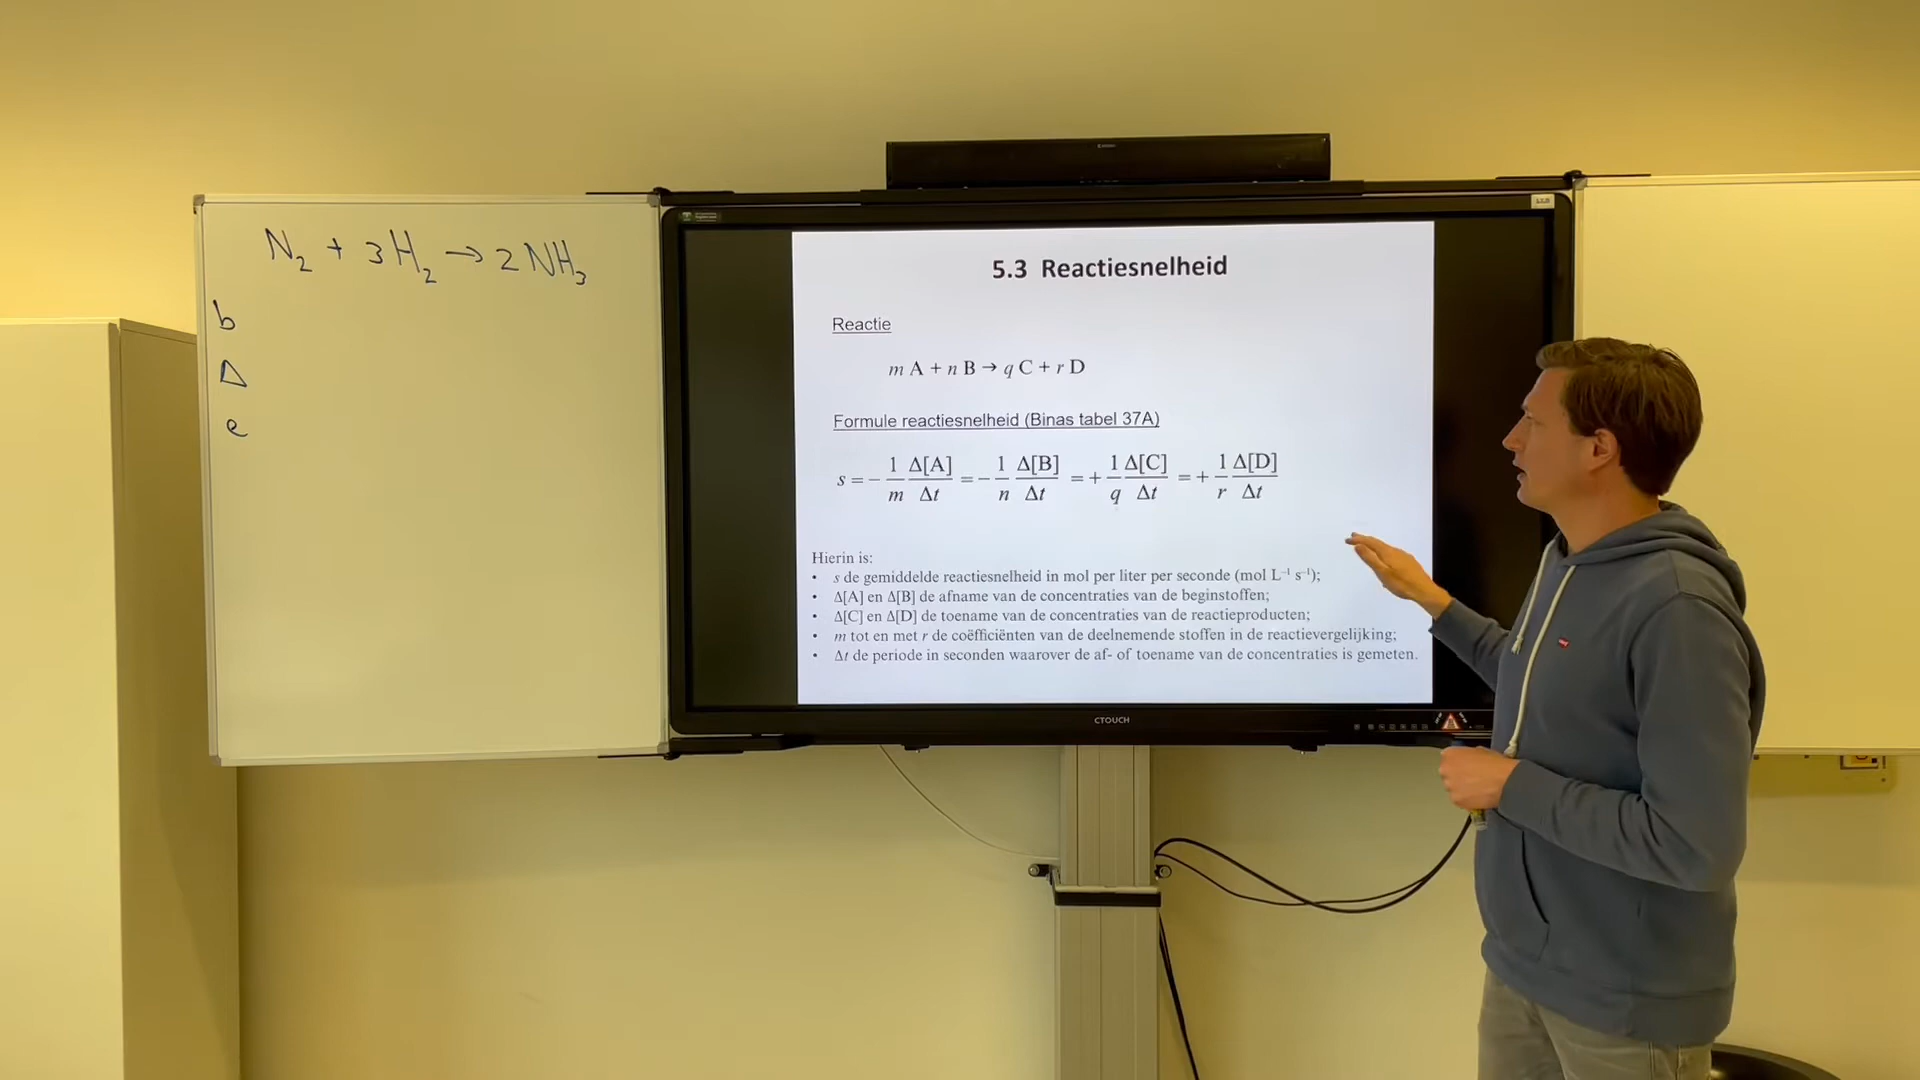 N₂ + 3H₂ → 2NH₃
b
Δ
e
5.3 Reactiesnelheid
Reactie
m A + n B → q C + r D
Formule reactiesnelheid (Binas tabel 37A)
s = − 1/m Δ[A]/Δt = − 1/n Δ[B]/Δt = + 1/q Δ[C]/Δt = + 1/r Δ[D]/Δt
Hierin is:
• s de gemiddelde reactiesnelheid in mol per liter per seconde (mol L⁻¹ s⁻¹);
• Δ[A] en Δ[B] de afname van de concentraties van de beginstoffen;
• Δ[C] en Δ[D] de toename van de concentraties van de reactieproducten;
• m tot en met r de coëfficiënten van de deelnemende stoffen in de reactievergelijking;
• Δt de periode in seconden waarover de af- of toename van de concentraties is gemeten.
CTOUCH